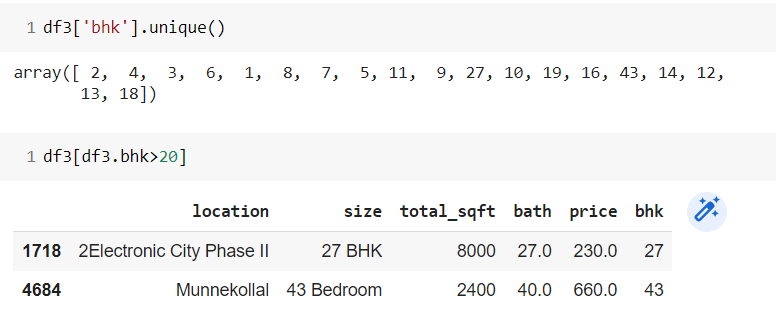 1 df3['bhk'].unique()
array([ 2, 4, 3, 6, 1, 8, 7, 5, 11, 9, 27, 10, 19, 16, 43, 14, 12,
13, 18])
1 df3[df3.bhk>20]
location size total_sqft bath price bhk
1718 2Electronic City Phase II 27 BHK 8000 27.0 230.0 27
4684 Munnekollal 43 Bedroom 2400 40.0 660.0 43